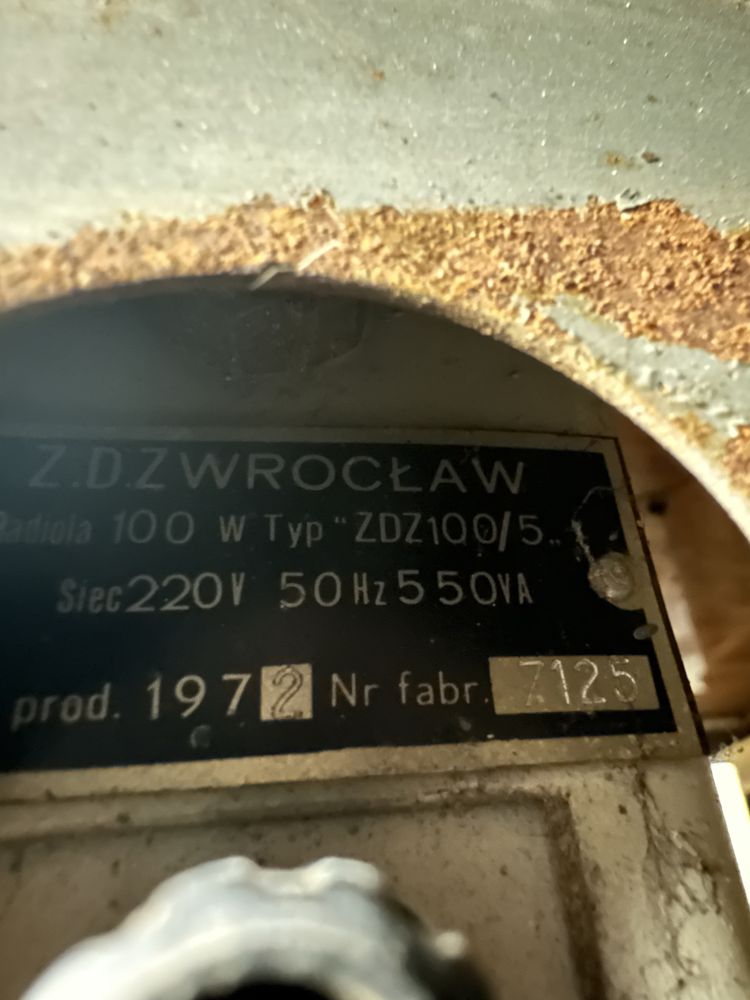 Z.D.Z WROCŁAW
Radiola 100 W Typ "ZDZ100/5„
Siec 220V 50Hz 550VA
prod. 1972 Nr fabr. 7125